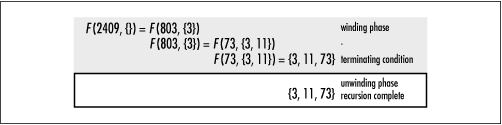 F(2409, {}) = F(803, {3}) winding phase
F(803, {3}) = F(73, {3, 11}) .
F(73, {3, 11}) = {3, 11, 73} terminating condition
unwinding phase
{3, 11, 73} recursion complete